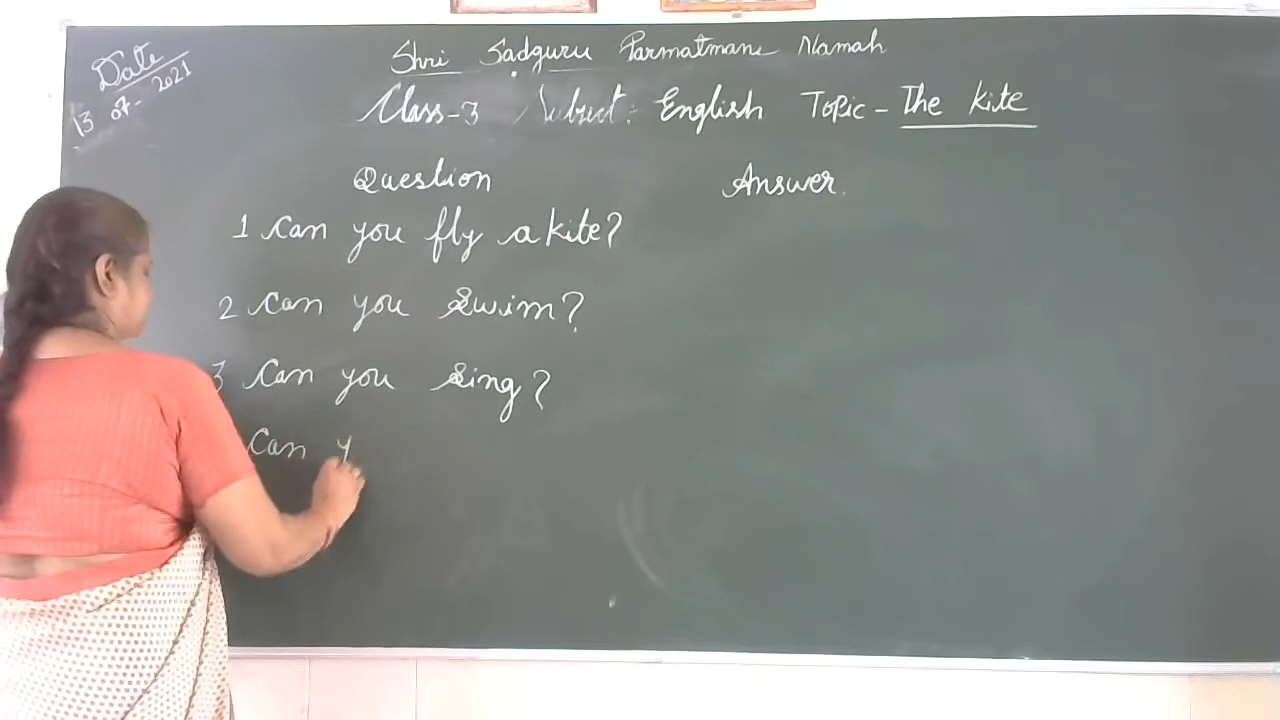 Date
13 07- 2021
Shri Sadguru Parmatmane Namah
Class-3 Subject: English Topic - The kite
Question Answer
1 Can you fly a kite?
2 Can you Swim?
3 Can you Sing?
Can y